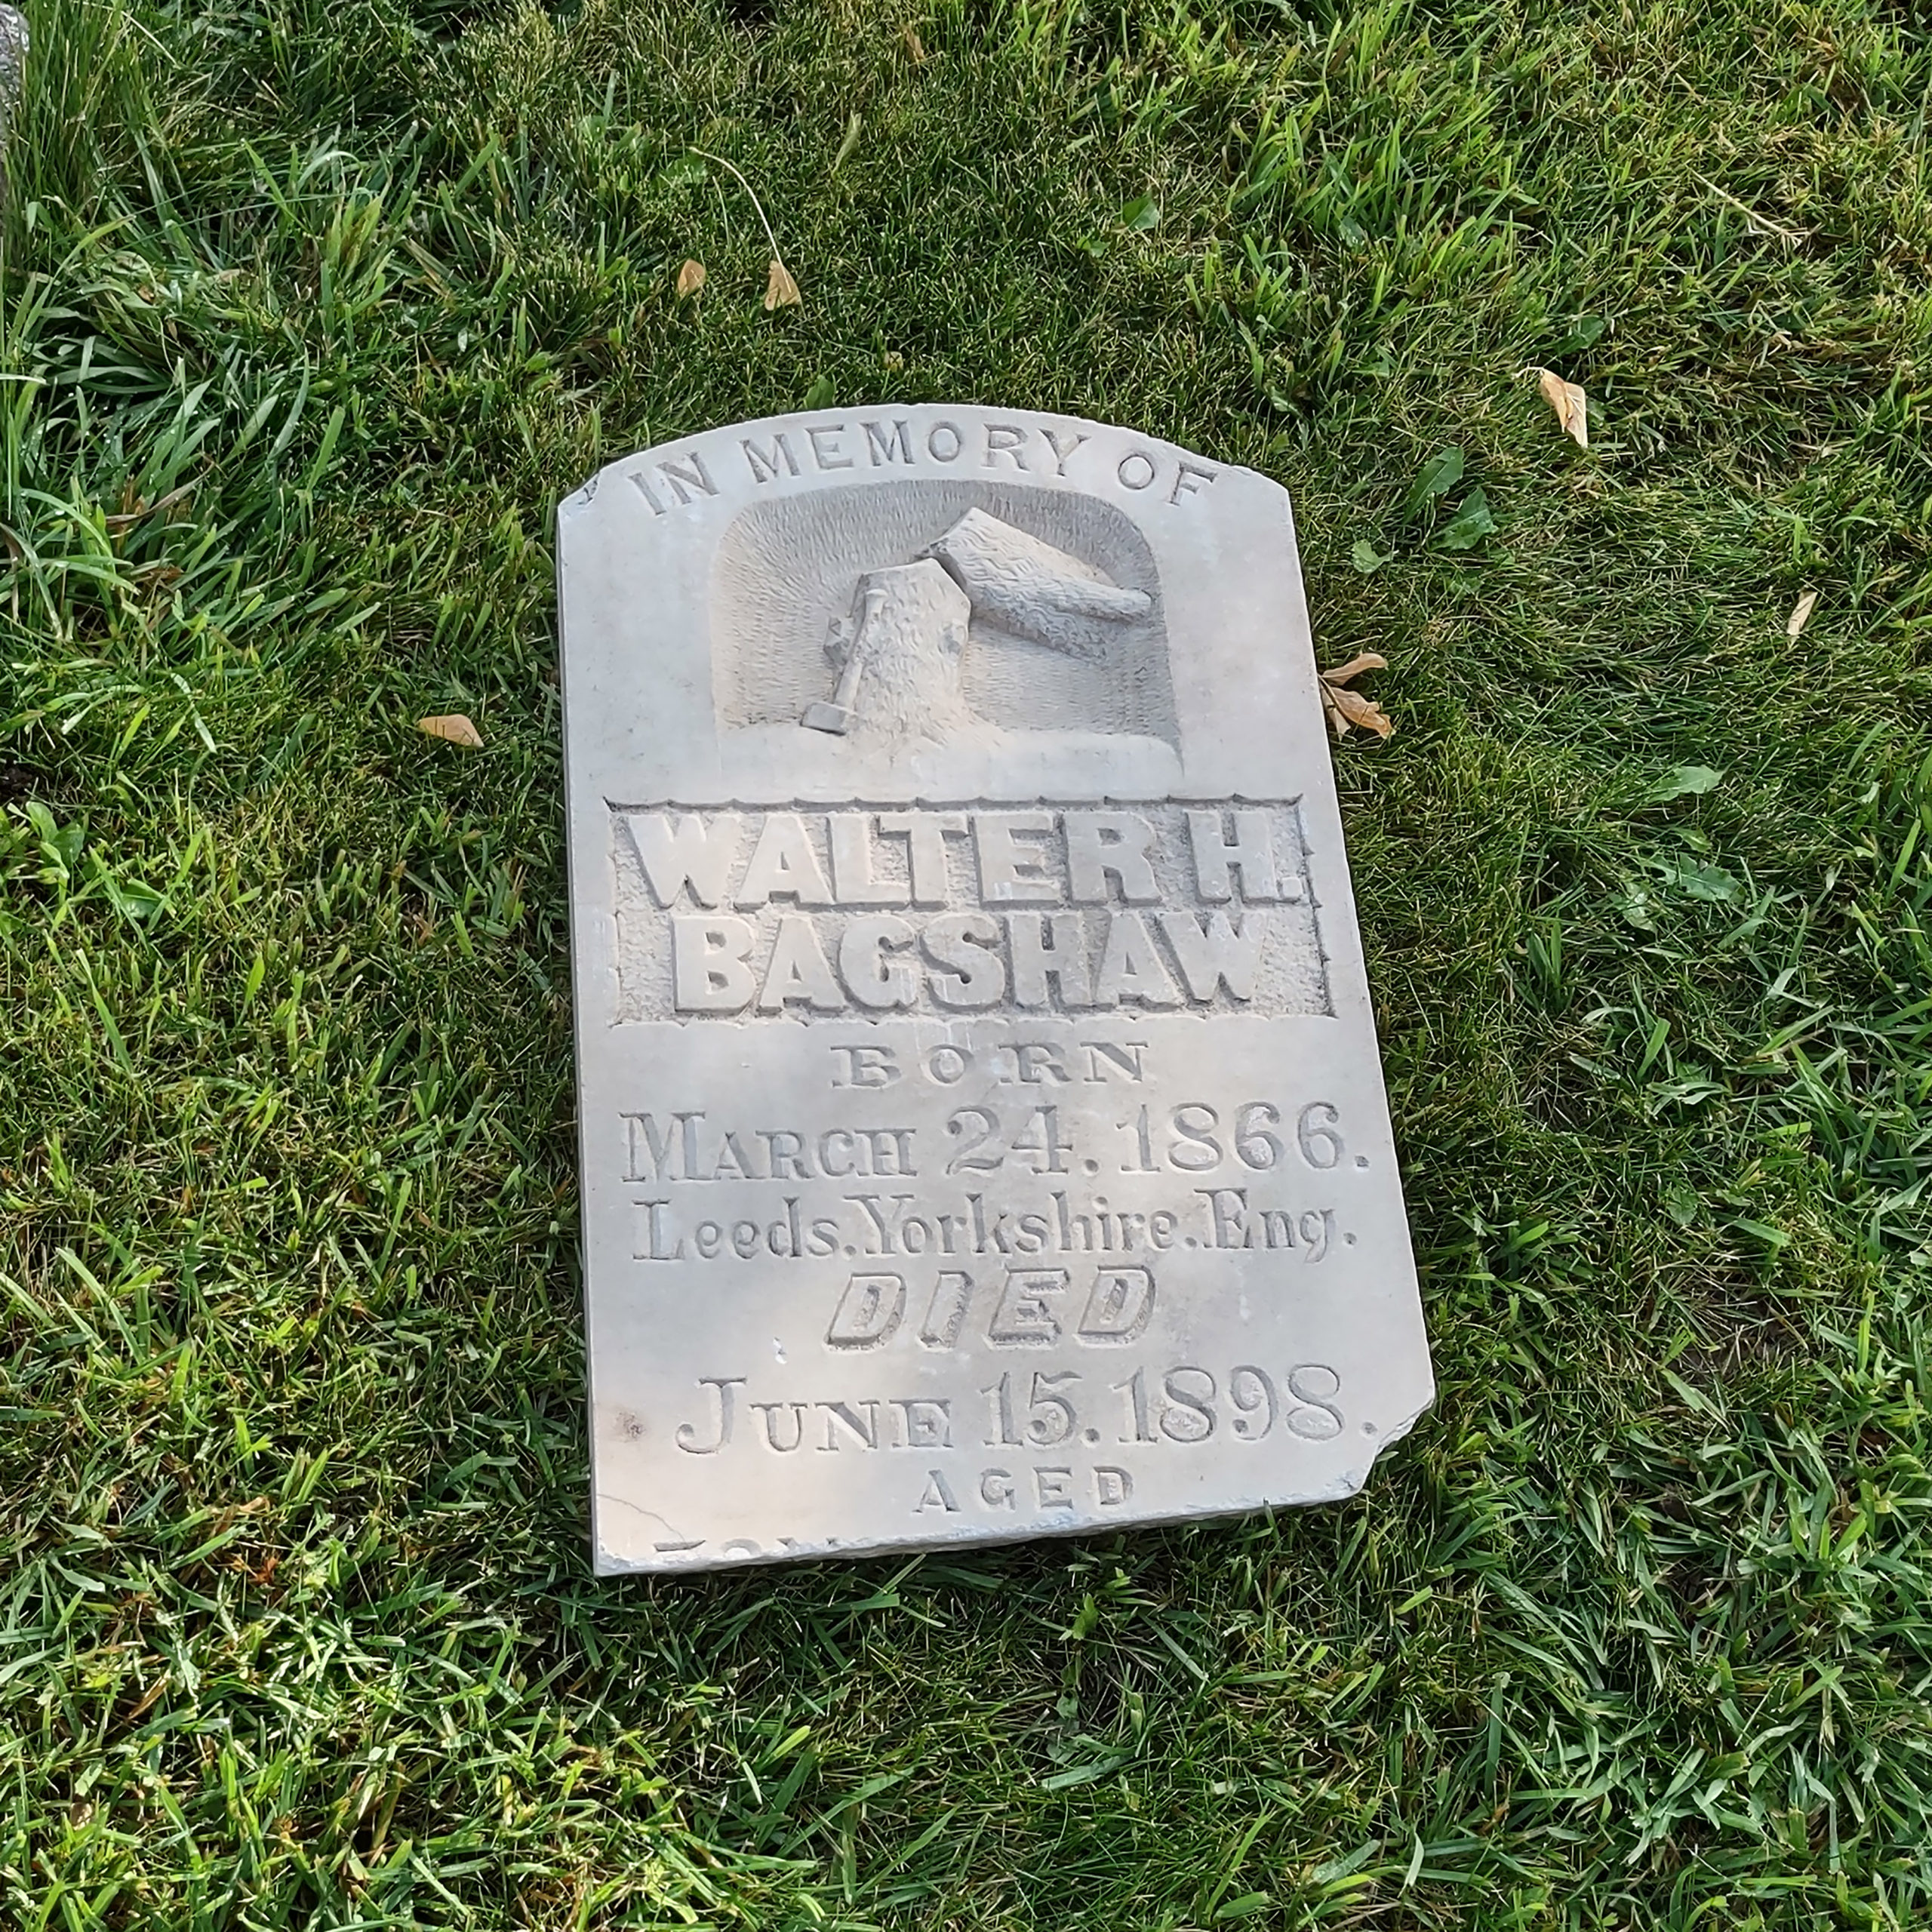 IN MEMORY OF
WALTER H.
BAGSHAW
BORN
MARCH 24. 1866.
Leeds. Yorkshire. Eng.
DIED
JUNE 15. 1898.
AGED